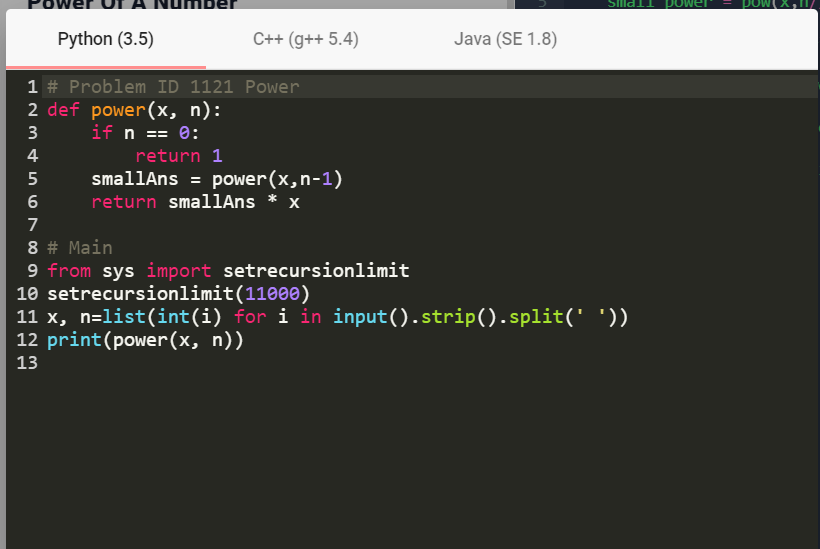 Power Of A Number
5 small_power = pow(x,n/
Python (3.5) C++ (g++ 5.4) Java (SE 1.8)
1 # Problem ID 1121 Power
2 def power(x, n):
3     if n == 0:
4         return 1
5     smallAns = power(x,n-1)
6     return smallAns * x
7
8 # Main
9 from sys import setrecursionlimit
10 setrecursionlimit(11000)
11 x, n=list(int(i) for i in input().strip().split(' '))
12 print(power(x, n))
13